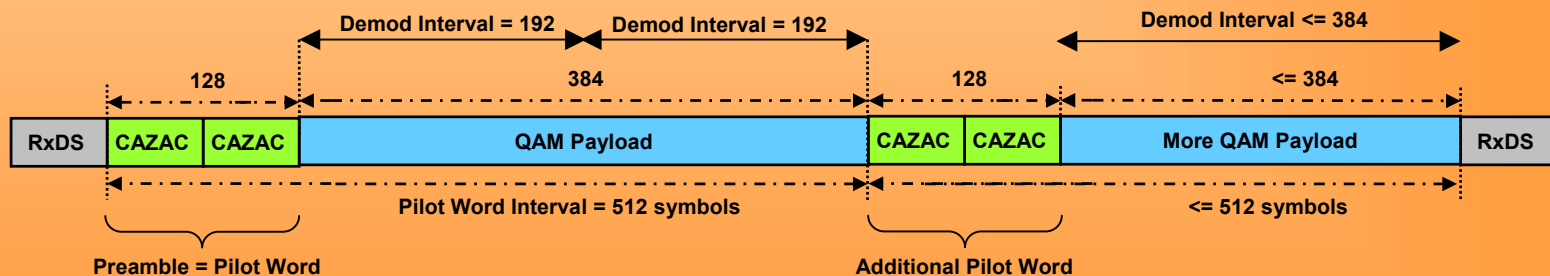 Demod Interval = 192
Demod Interval = 192
Demod Interval <= 384
128
384
128
<= 384
RxDS
CAZAC
CAZAC
QAM Payload
CAZAC
CAZAC
More QAM Payload
RxDS
Pilot Word Interval = 512 symbols
<= 512 symbols
Preamble = Pilot Word
Additional Pilot Word